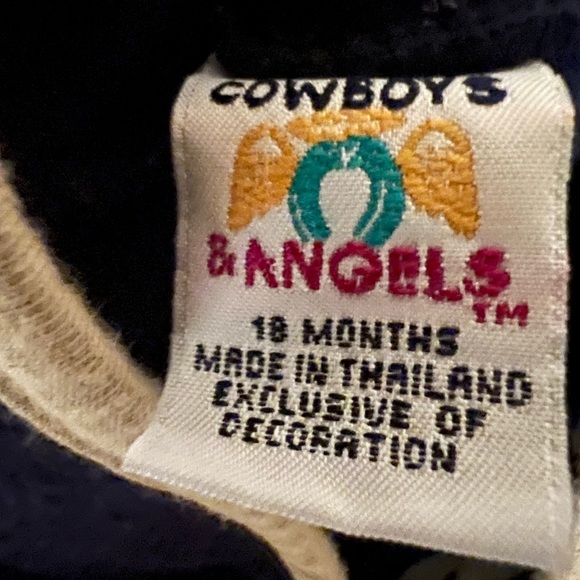 COWBOYS
& ANGELS
TM
18 MONTHS
MADE IN THAILAND
EXCLUSIVE OF
DECORATION